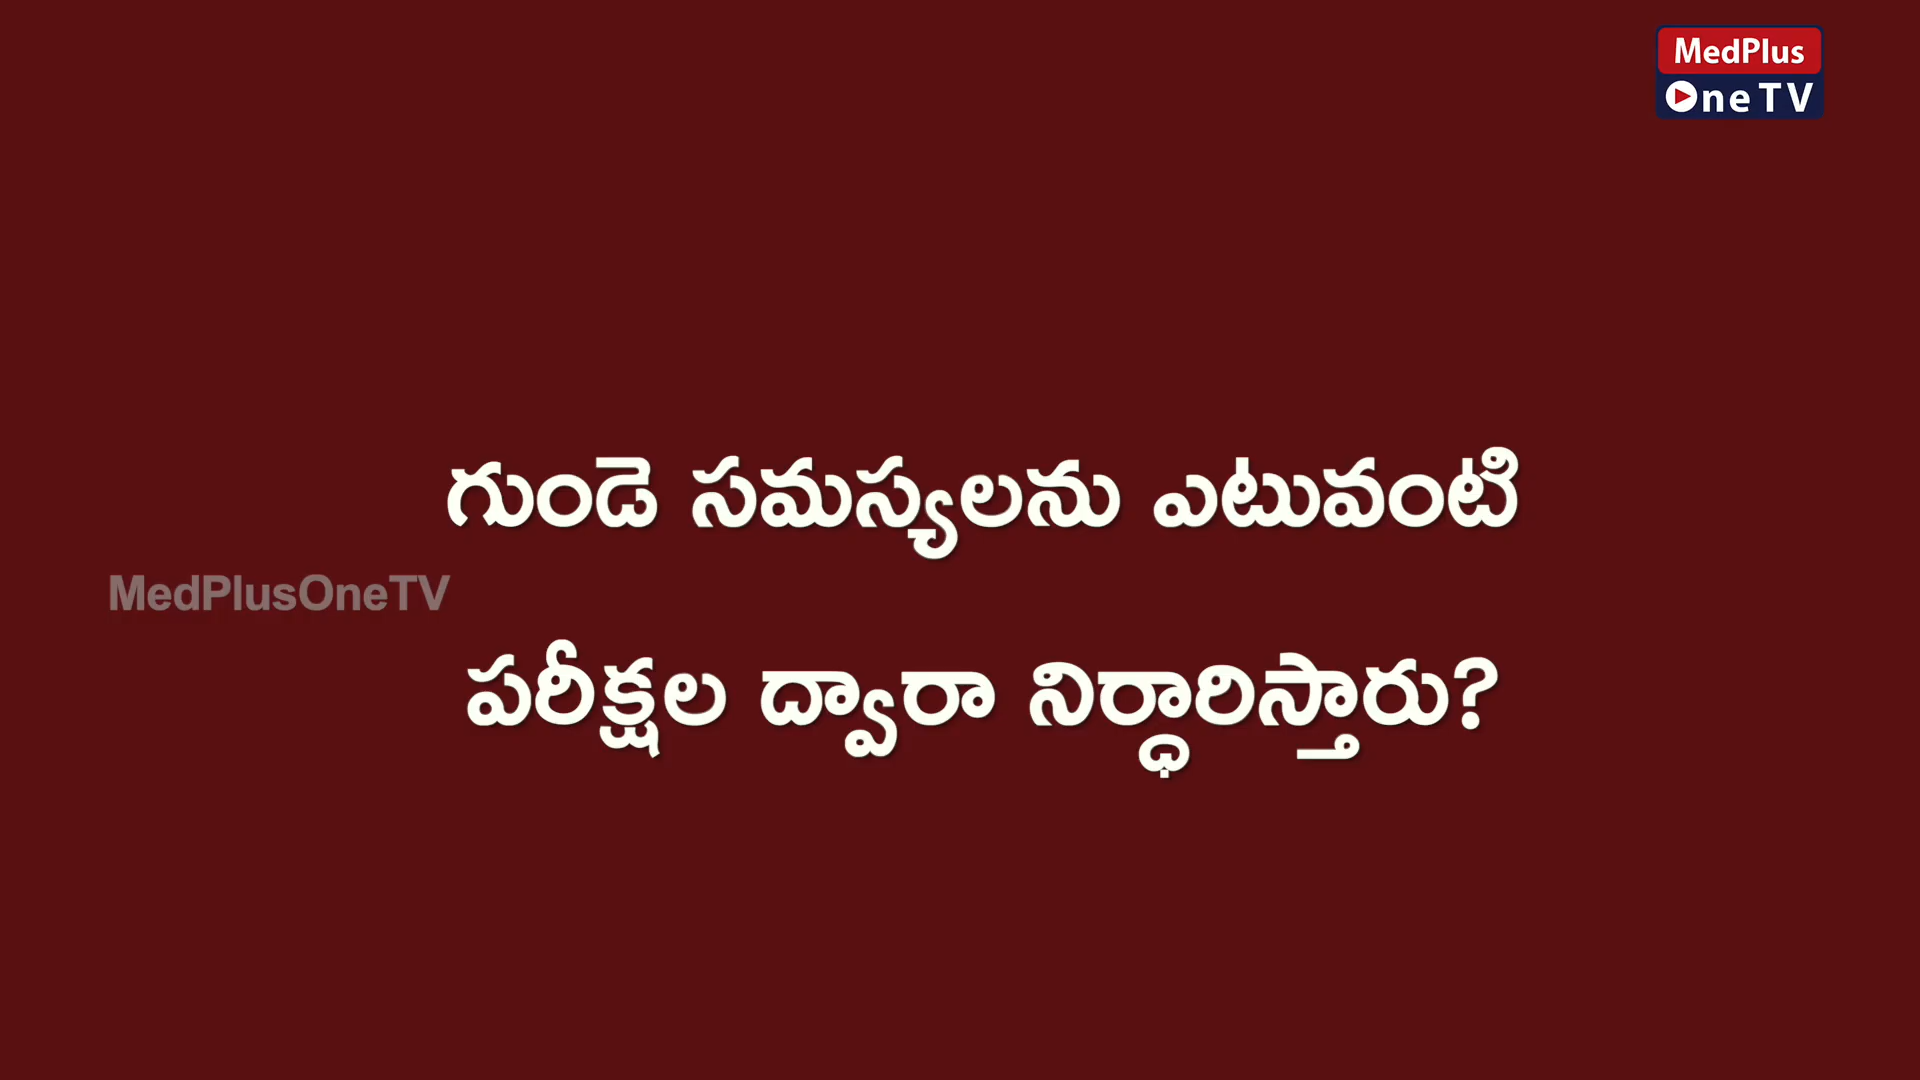 MedPlus
OneTV
గుండె సమస్యలను ఎటువంటి
MedPlusOneTV
పరీక్షల ద్వారా నిర్ధారిస్తారు?